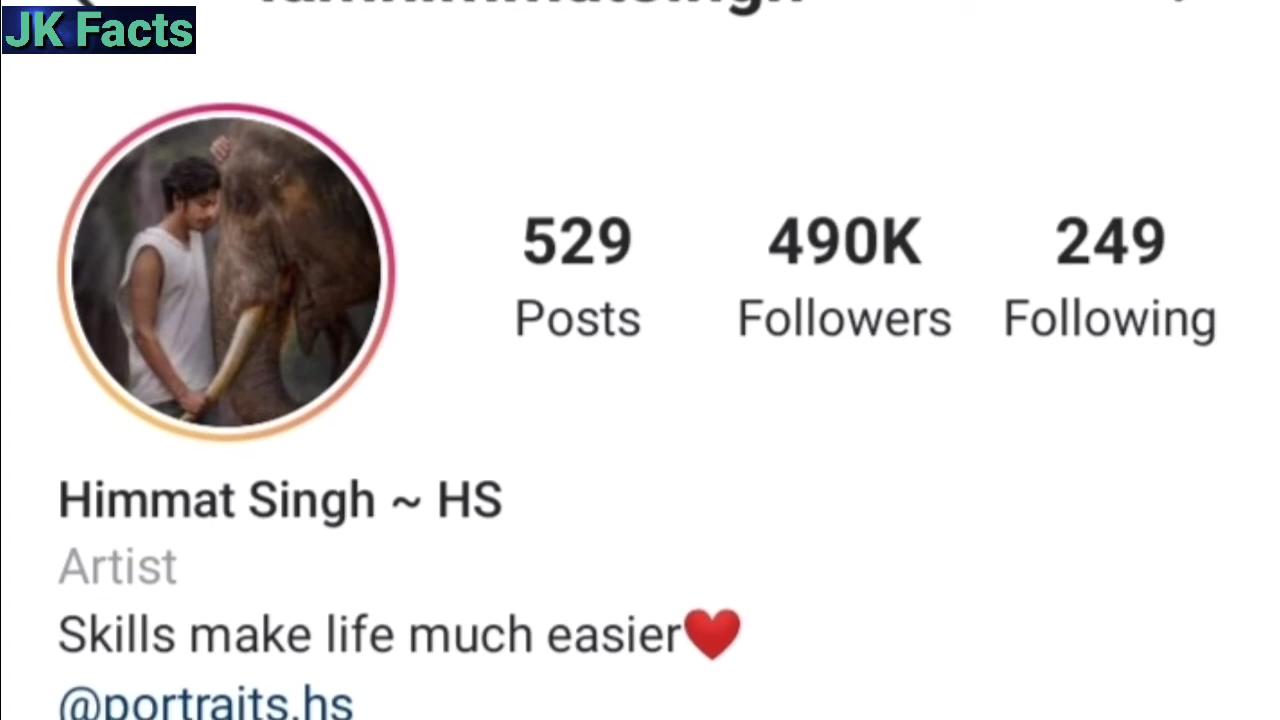 JK Facts
iamhimmatsingh
529 490K 249
Posts Followers Following
Himmat Singh ~ HS
Artist
Skills make life much easier❤️
@portraits.hs